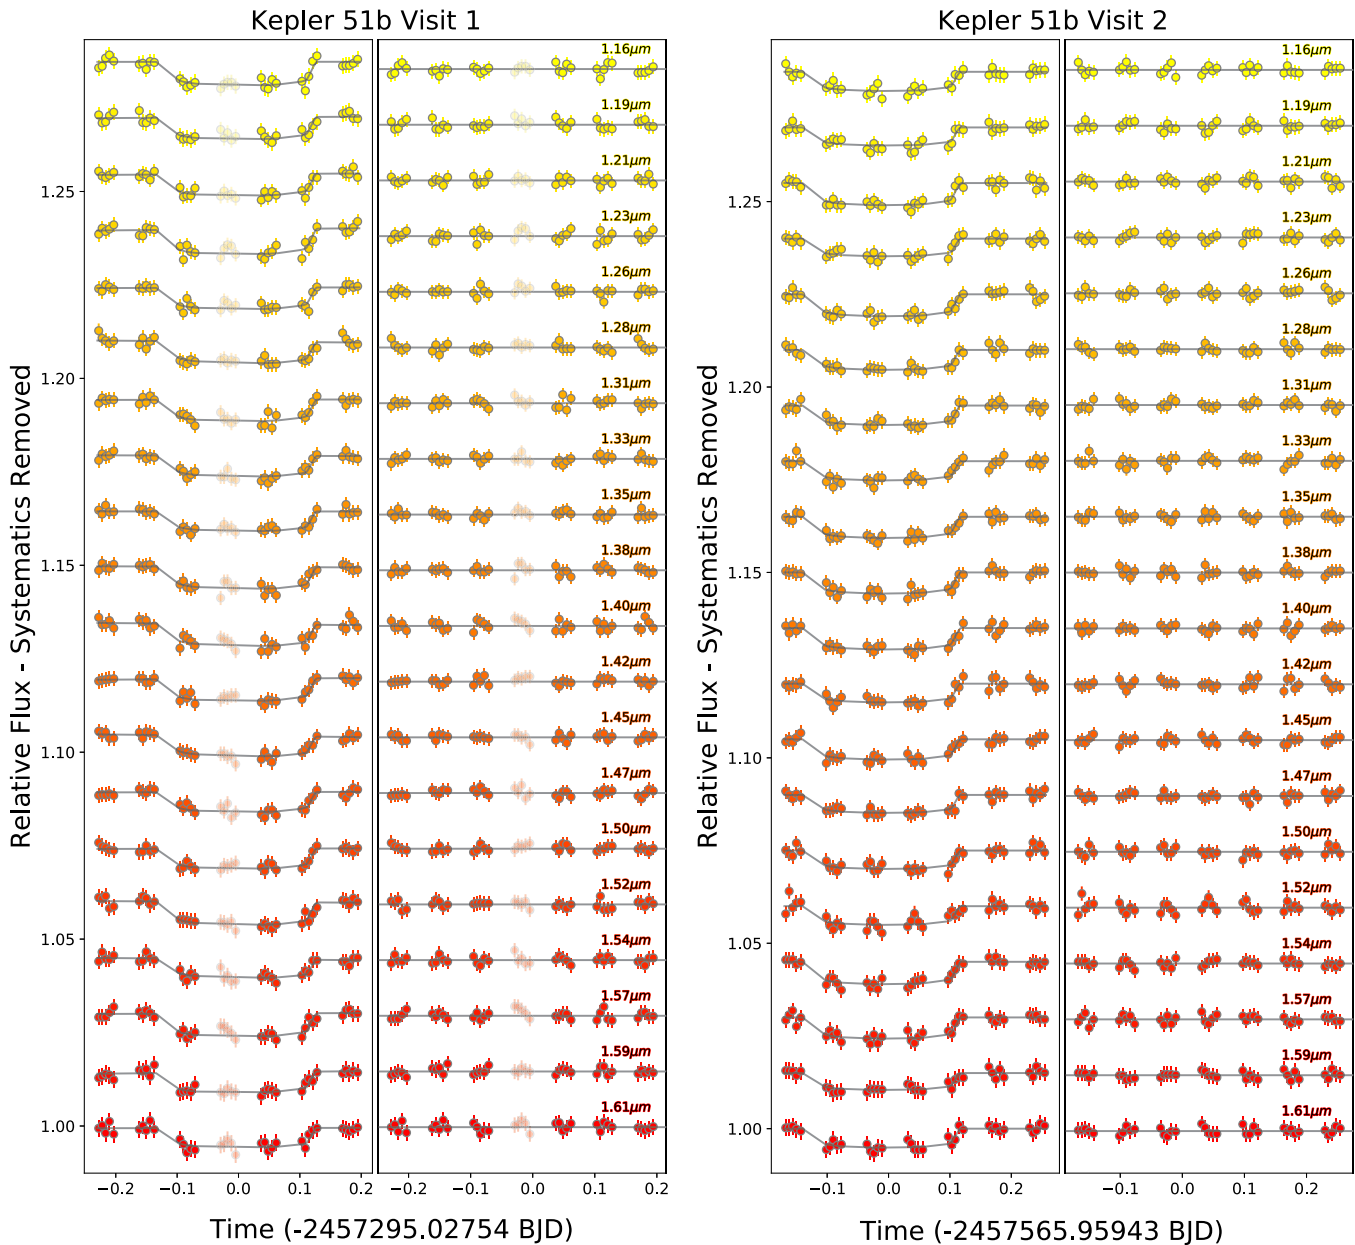 Kepler 51b Visit 1
Relative Flux - Systematics Removed
1.25
1.20
1.15
1.10
1.05
1.00
1.16μm
1.19μm
1.21μm
1.23μm
1.26μm
1.28μm
1.31μm
1.33μm
1.35μm
1.38μm
1.40μm
1.42μm
1.45μm
1.47μm
1.50μm
1.52μm
1.54μm
1.57μm
1.59μm
1.61μm
−0.2 −0.1 0.0 0.1 0.2 −0.2 −0.1 0.0 0.1 0.2
Time (-2457295.02754 BJD)
Kepler 51b Visit 2
Relative Flux - Systematics Removed
1.25
1.20
1.15
1.10
1.05
1.00
1.16μm
1.19μm
1.21μm
1.23μm
1.26μm
1.28μm
1.31μm
1.33μm
1.35μm
1.38μm
1.40μm
1.42μm
1.45μm
1.47μm
1.50μm
1.52μm
1.54μm
1.57μm
1.59μm
1.61μm
−0.1 0.0 0.1 0.2 −0.1 0.0 0.1 0.2
Time (-2457565.95943 BJD)